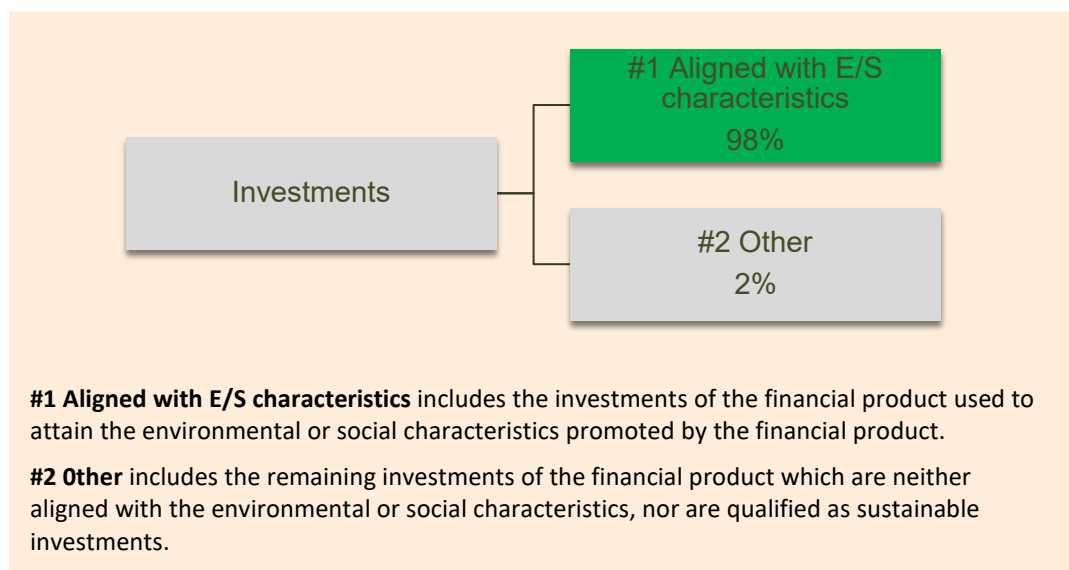 #1 Aligned with E/S
characteristics
98%
Investments
#2 Other
2%
#1 Aligned with E/S characteristics includes the investments of the financial product used to
attain the environmental or social characteristics promoted by the financial product.
#2 0ther includes the remaining investments of the financial product which are neither
aligned with the environmental or social characteristics, nor are qualified as sustainable
investments.